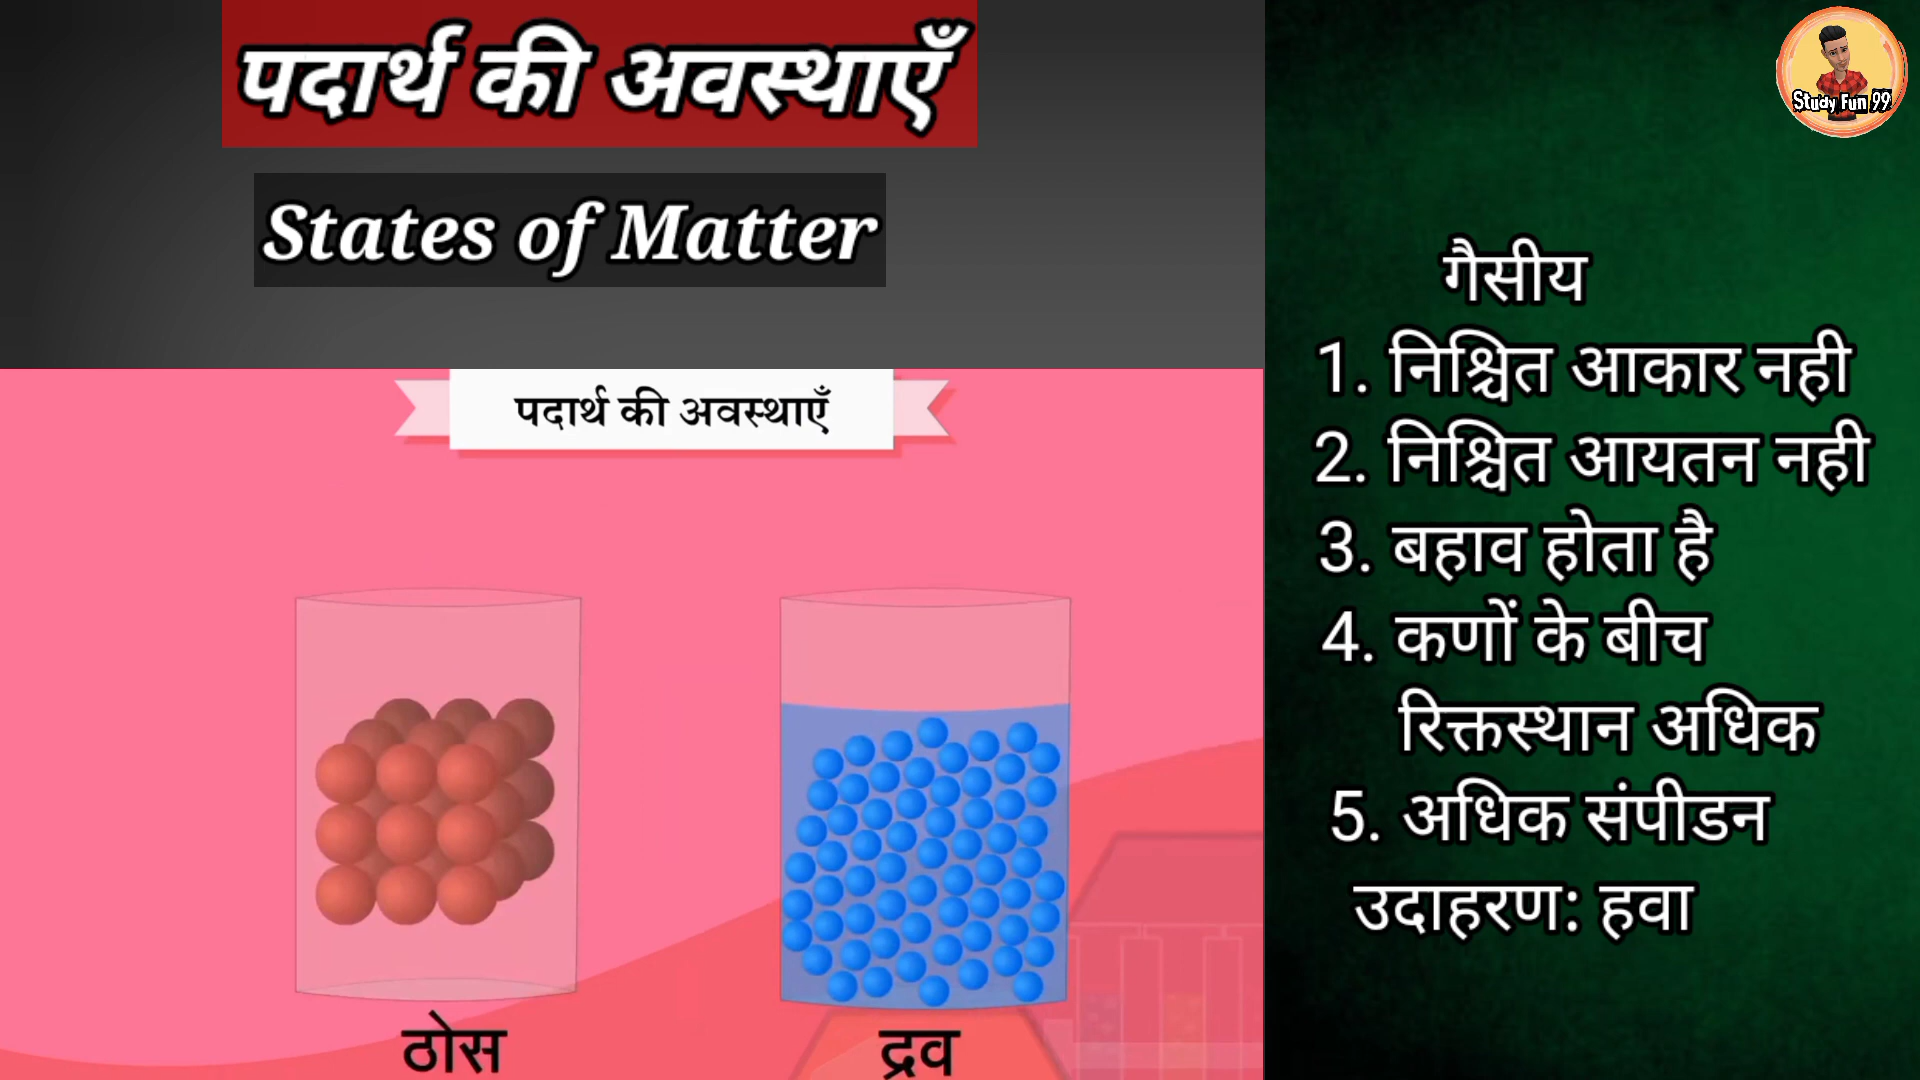 पदार्थ की अवस्थाएँ
States of Matter
पदार्थ की अवस्थाएँ
ठोस
द्रव
Study Fun 99
गैसीय
1. निश्चित आकार नही
2. निश्चित आयतन नही
3. बहाव होता है
4. कणों के बीच
रिक्तस्थान अधिक
5. अधिक संपीडन
उदाहरण: हवा